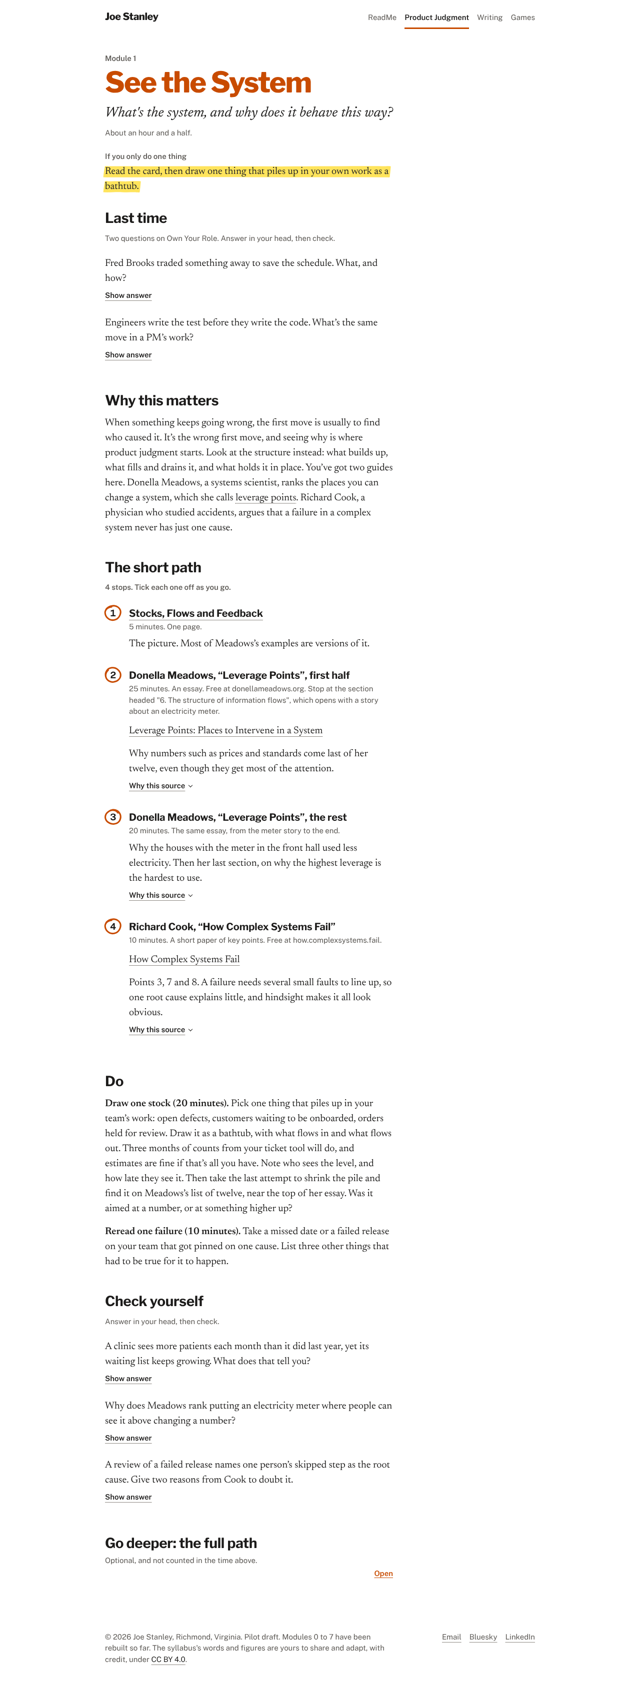 Joe Stanley
ReadMe Product Judgment Writing Games
Module 1
See the System
What's the system, and why does it behave this way?
About an hour and a half.
If you only do one thing
Read the card, then draw one thing that piles up in your own work as a
bathtub.
Last time
Two questions on Own Your Role. Answer in your head, then check.
Fred Brooks traded something away to save the schedule. What, and
how?
Show answer
Engineers write the test before they write the code. What's the same
move in a PM's work?
Show answer
Why this matters
When something keeps going wrong, the first move is usually to find
who caused it. It's the wrong first move, and seeing why is where
product judgment starts. Look at the structure instead: what builds up,
what fills and drains it, and what holds it in place. You've got two guides
here. Donella Meadows, a systems scientist, ranks the places you can
change a system, which she calls leverage points. Richard Cook, a
physician who studied accidents, argues that a failure in a complex
system never has just one cause.
The short path
4 stops. Tick each one off as you go.
1 Stocks, Flows and Feedback
5 minutes. One page.
The picture. Most of Meadows's examples are versions of it.
2 Donella Meadows, “Leverage Points”, first half
25 minutes. An essay. Free at donellameadows.org. Stop at the section
headed "6. The structure of information flows", which opens with a story
about an electricity meter.
Leverage Points: Places to Intervene in a System
Why numbers such as prices and standards come last of her
twelve, even though they get most of the attention.
Why this source
3 Donella Meadows, “Leverage Points”, the rest
20 minutes. The same essay, from the meter story to the end.
Why the houses with the meter in the front hall used less
electricity. Then her last section, on why the highest leverage is
the hardest to use.
Why this source
4 Richard Cook, “How Complex Systems Fail”
10 minutes. A short paper of key points. Free at how.complexsystems.fail.
How Complex Systems Fail
Points 3, 7 and 8. A failure needs several small faults to line up, so
one root cause explains little, and hindsight makes it all look
obvious.
Why this source
Do
Draw one stock (20 minutes). Pick one thing that piles up in your
team's work: open defects, customers waiting to be onboarded, orders
held for review. Draw it as a bathtub, with what flows in and what flows
out. Three months of counts from your ticket tool will do, and
estimates are fine if that's all you have. Note who sees the level, and
how late they see it. Then take the last attempt to shrink the pile and
find it on Meadows's list of twelve, near the top of her essay. Was it
aimed at a number, or at something higher up?
Reread one failure (10 minutes). Take a missed date or a failed release
on your team that got pinned on one cause. List three other things that
had to be true for it to happen.
Check yourself
Answer in your head, then check.
A clinic sees more patients each month than it did last year, yet its
waiting list keeps growing. What does that tell you?
Show answer
Why does Meadows rank putting an electricity meter where people can
see it above changing a number?
Show answer
A review of a failed release names one person's skipped step as the root
cause. Give two reasons from Cook to doubt it.
Show answer
Go deeper: the full path
Optional, and not counted in the time above.
Open
© 2026 Joe Stanley, Richmond, Virginia. Pilot draft. Modules 0 to 7 have been
rebuilt so far. The syllabus's words and figures are yours to share and adapt, with
credit, under CC BY 4.0.
Email Bluesky LinkedIn